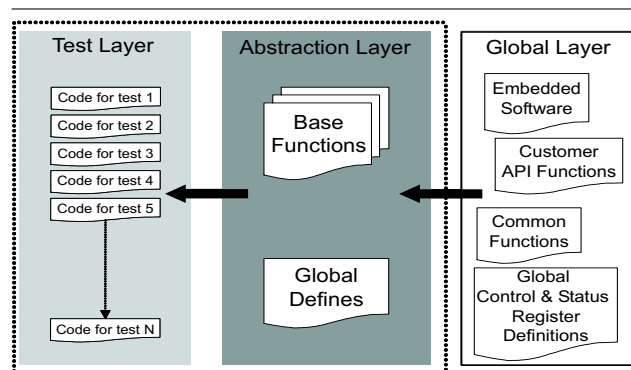 Test Layer
Code for test 1
Code for test 2
Code for test 3
Code for test 4
Code for test 5
Code for test N
Abstraction Layer
Base
Functions
Global
Defines
Global Layer
Embedded
Software
Customer
API Functions
Common
Functions
Global
Control & Status
Register
Definitions